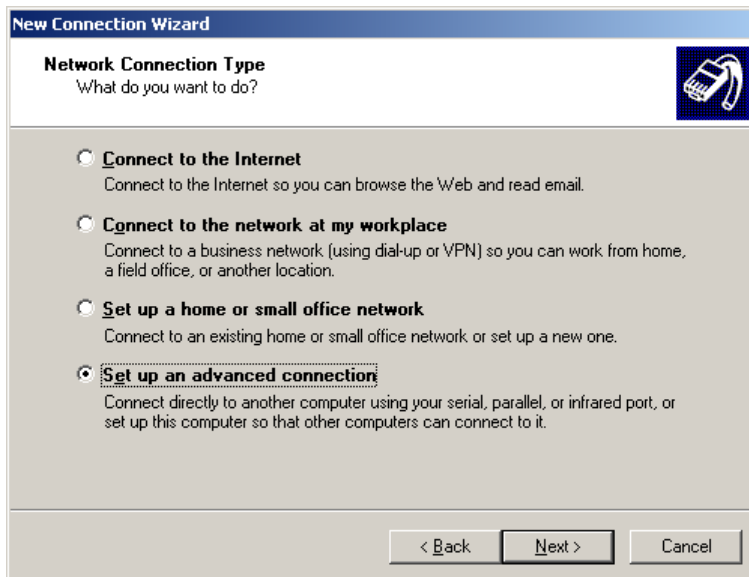 New Connection Wizard
Network Connection Type
What do you want to do?
Connect to the Internet
Connect to the Internet so you can browse the Web and read email.
Connect to the network at my workplace
Connect to a business network (using dial-up or VPN) so you can work from home,
a field office, or another location.
Set up a home or small office network
Connect to an existing home or small office network or set up a new one.
Set up an advanced connection
Connect directly to another computer using your serial, parallel, or infrared port, or
set up this computer so that other computers can connect to it.
< Back Next > Cancel